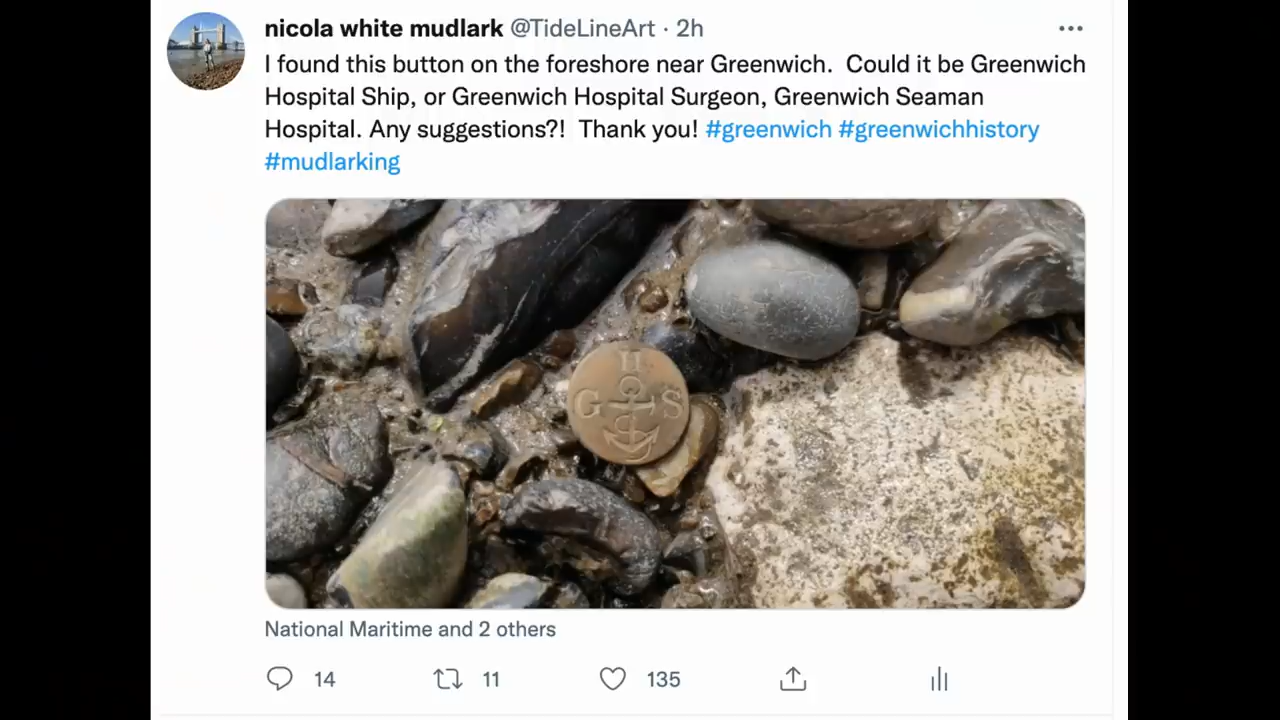 nicola white mudlark @TideLineArt · 2h
I found this button on the foreshore near Greenwich. Could it be Greenwich
Hospital Ship, or Greenwich Hospital Surgeon, Greenwich Seaman
Hospital. Any suggestions?! Thank you! #greenwich #greenwichhistory
#mudlarking
H
G S
National Maritime and 2 others
14 11 135